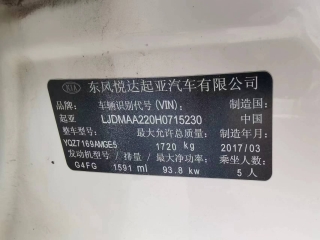 KIA 东风悦达起亚汽车有限公司
品牌: 车辆识别代号(VIN): 制造国:
起亚 LJDMAA220H0715230 中国
整车型号: 最大允许总质量: 制造年月:
YQZ7169AMGE5 1720 kg 2017/03
发动机型号 / 排量 / 最大净功率: 乘坐人数:
G4FG 1591 ml 93.8 kw 5 人